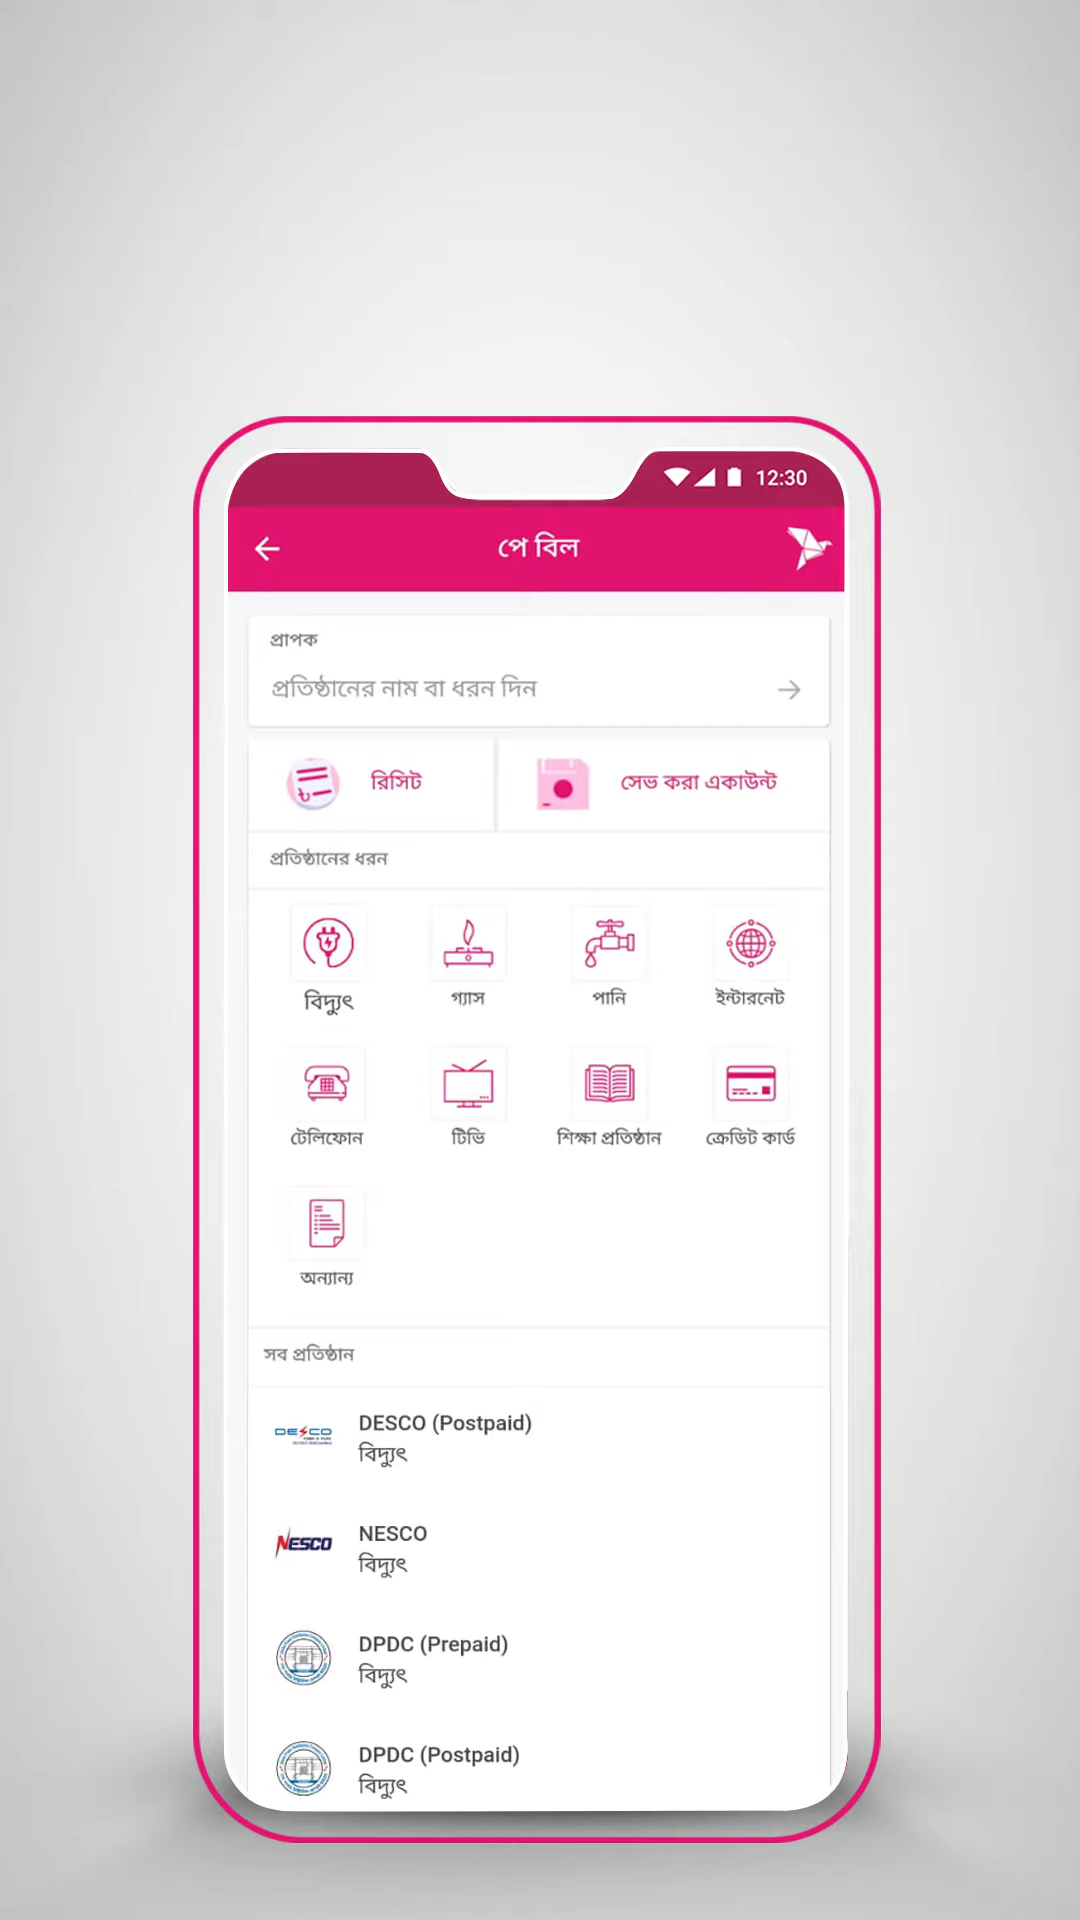 12:30
পে বিল
প্রাপক
প্রতিষ্ঠানের নাম বা ধরন দিন
রিসিট
সেভ করা একাউন্ট
প্রতিষ্ঠানের ধরন
বিদ্যুৎ
গ্যাস
পানি
ইন্টারনেট
টেলিফোন
টিভি
শিক্ষা প্রতিষ্ঠান
ক্রেডিট কার্ড
অন্যান্য
সব প্রতিষ্ঠান
DESCO
DESCO (Postpaid)
বিদ্যুৎ
NESCO
NESCO
বিদ্যুৎ
DPDC (Prepaid)
বিদ্যুৎ
DPDC (Postpaid)
বিদ্যুৎ